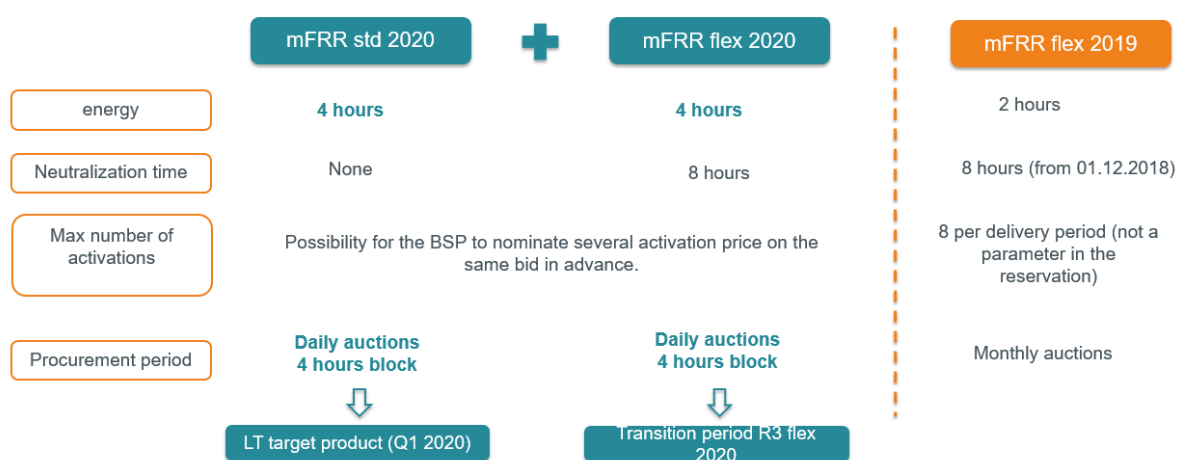 mFRR std 2020
mFRR flex 2020
mFRR flex 2019
energy
4 hours
4 hours
2 hours
Neutralization time
None
8 hours
8 hours (from 01.12.2018)
Max number of
activations
Possibility for the BSP to nominate several activation price on the
same bid in advance.
8 per delivery period (not a
parameter in the
reservation)
Procurement period
Daily auctions
4 hours block
Daily auctions
4 hours block
Monthly auctions
LT target product (Q1 2020)
Transition period R3 flex
2020